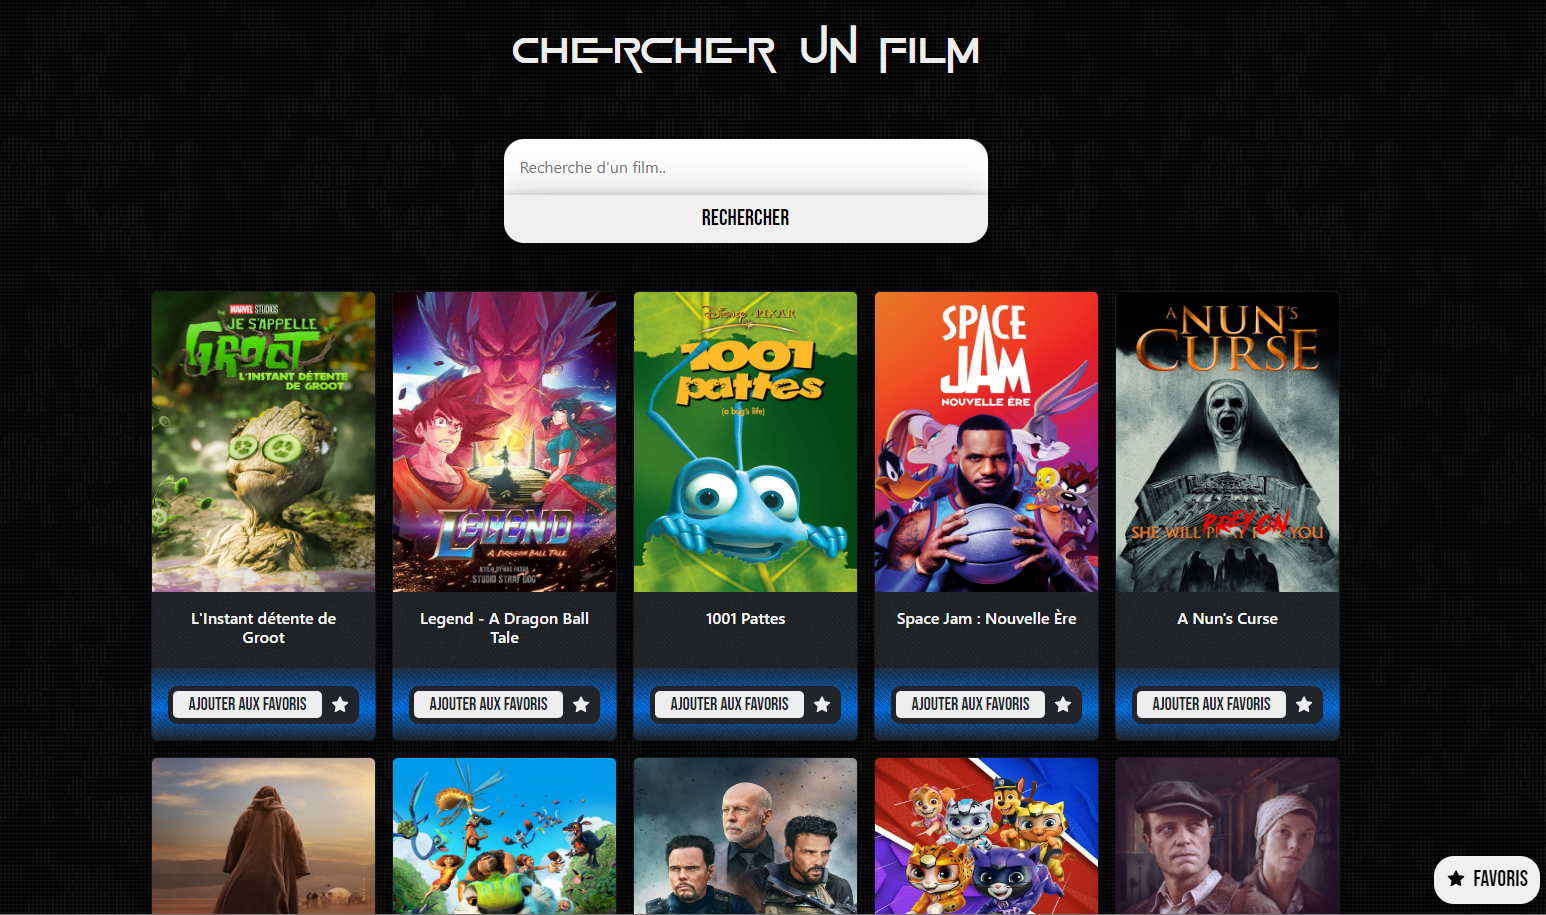 CHERCHER UN FILM
Recherche d'un film..
RECHERCHER
MARVEL STUDIOS
JE S'APPELLE
GROOT
L'INSTANT DÉTENTE
DE GROOT
LEGEND
A DRAGON BALL TALE
STUDIO STRAY DOG
Disney · PIXAR
1001
pattes
(a bug's life)
SPACE
JAM
NOUVELLE ÈRE
A NUN'S
CURSE
SHE WILL PREY ON YOU
L'Instant détente de
Groot
Legend - A Dragon Ball
Tale
1001 Pattes
Space Jam : Nouvelle Ère
A Nun's Curse
AJOUTER AUX FAVORIS
AJOUTER AUX FAVORIS
AJOUTER AUX FAVORIS
AJOUTER AUX FAVORIS
AJOUTER AUX FAVORIS
FAVORIS